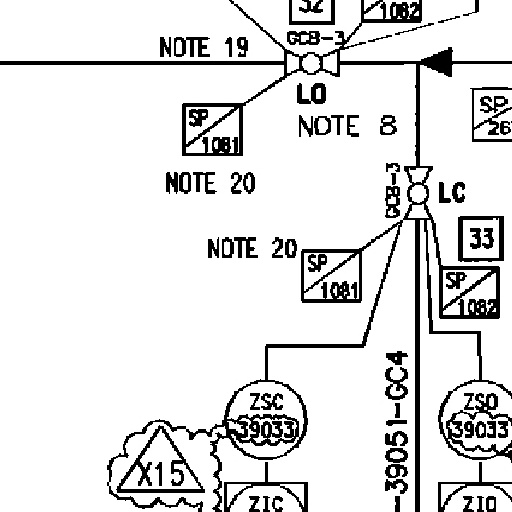 32
1082
GCB-3
NOTE 19
LO
SP
1081
NOTE 8
SP
NOTE 20
GCB-3
LC
NOTE 20
33
SP
1081
SP
1082
-39051-GC4
ZSC
39033
ZSO
39033
X15
ZIC
ZIO